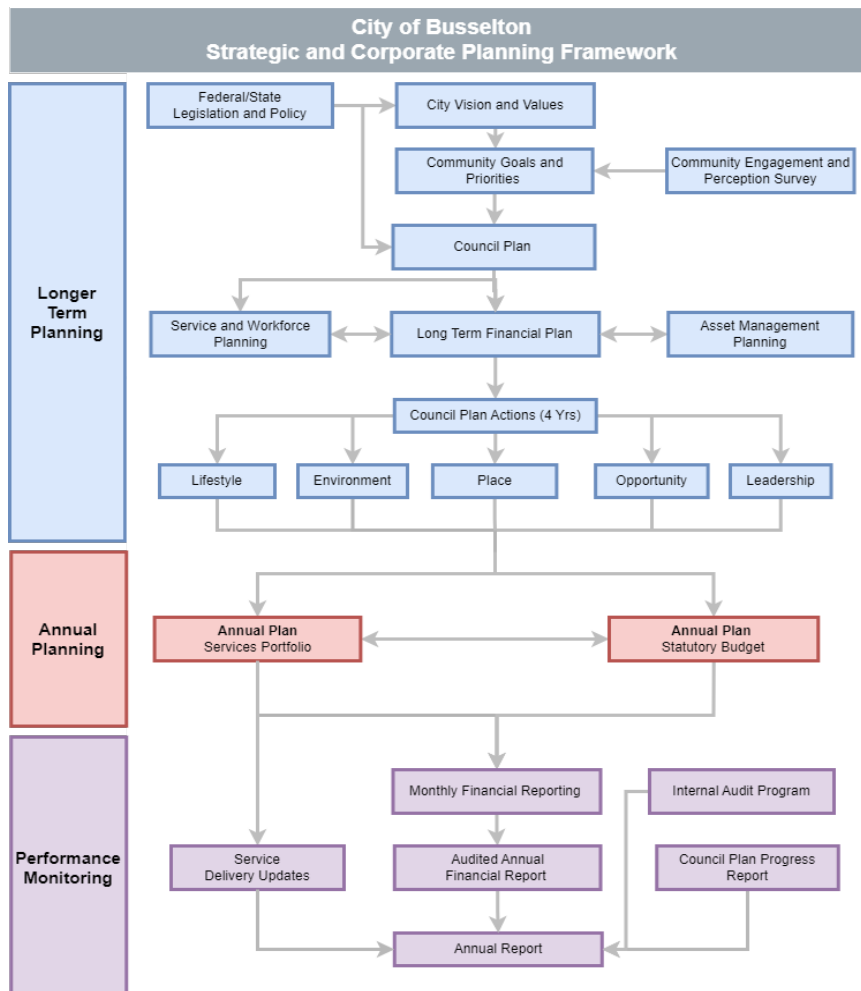 City of Busselton
Strategic and Corporate Planning Framework
Longer
Term
Planning
Federal/State
Legislation and Policy
City Vision and Values
Community Goals and
Priorities
Community Engagement and
Perception Survey
Council Plan
Service and Workforce
Planning
Long Term Financial Plan
Asset Management
Planning
Council Plan Actions (4 Yrs)
Lifestyle
Environment
Place
Opportunity
Leadership
Annual
Planning
Annual Plan
Services Portfolio
Annual Plan
Statutory Budget
Performance
Monitoring
Monthly Financial Reporting
Internal Audit Program
Service
Delivery Updates
Audited Annual
Financial Report
Council Plan Progress
Report
Annual Report